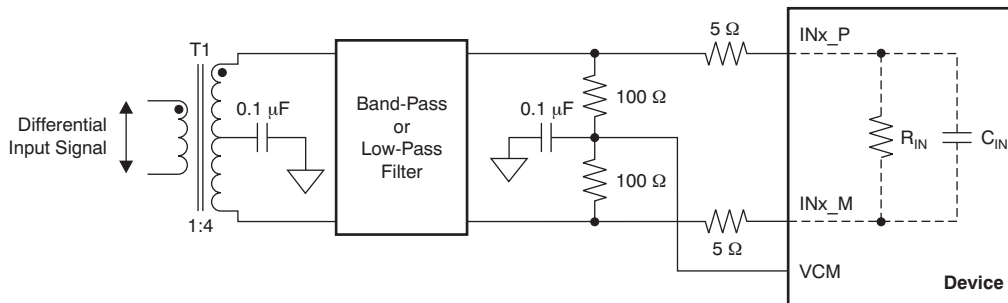 T1
Differential
Input Signal
1:4
0.1 μF
Band-Pass
or
Low-Pass
Filter
0.1 μF
100 Ω
100 Ω
5 Ω
5 Ω
INx_P
R_IN
C_IN
INx_M
VCM
Device